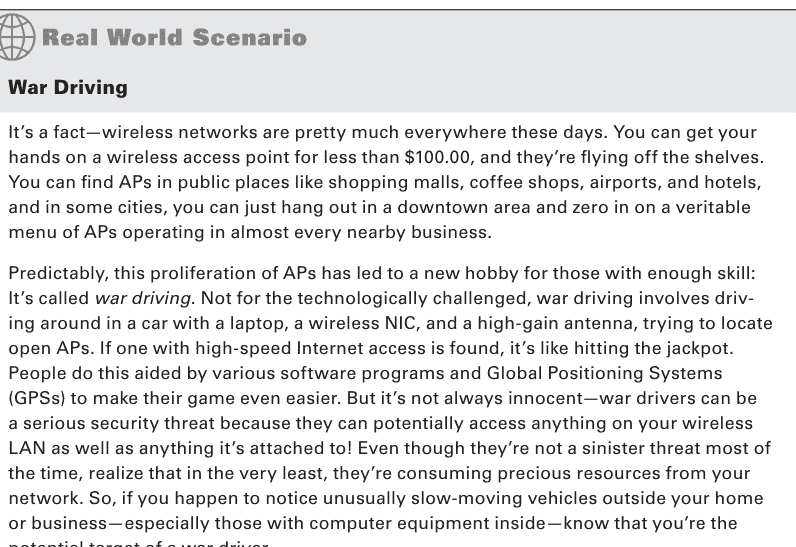 Real World Scenario
War Driving
It's a fact—wireless networks are pretty much everywhere these days. You can get your
hands on a wireless access point for less than $100.00, and they're flying off the shelves.
You can find APs in public places like shopping malls, coffee shops, airports, and hotels,
and in some cities, you can just hang out in a downtown area and zero in on a veritable
menu of APs operating in almost every nearby business.
Predictably, this proliferation of APs has led to a new hobby for those with enough skill:
It's called war driving. Not for the technologically challenged, war driving involves driv-
ing around in a car with a laptop, a wireless NIC, and a high-gain antenna, trying to locate
open APs. If one with high-speed Internet access is found, it's like hitting the jackpot.
People do this aided by various software programs and Global Positioning Systems
(GPSs) to make their game even easier. But it's not always innocent—war drivers can be
a serious security threat because they can potentially access anything on your wireless
LAN as well as anything it's attached to! Even though they're not a sinister threat most of
the time, realize that in the very least, they're consuming precious resources from your
network. So, if you happen to notice unusually slow-moving vehicles outside your home
or business—especially those with computer equipment inside—know that you're the
potential target of a war driver.